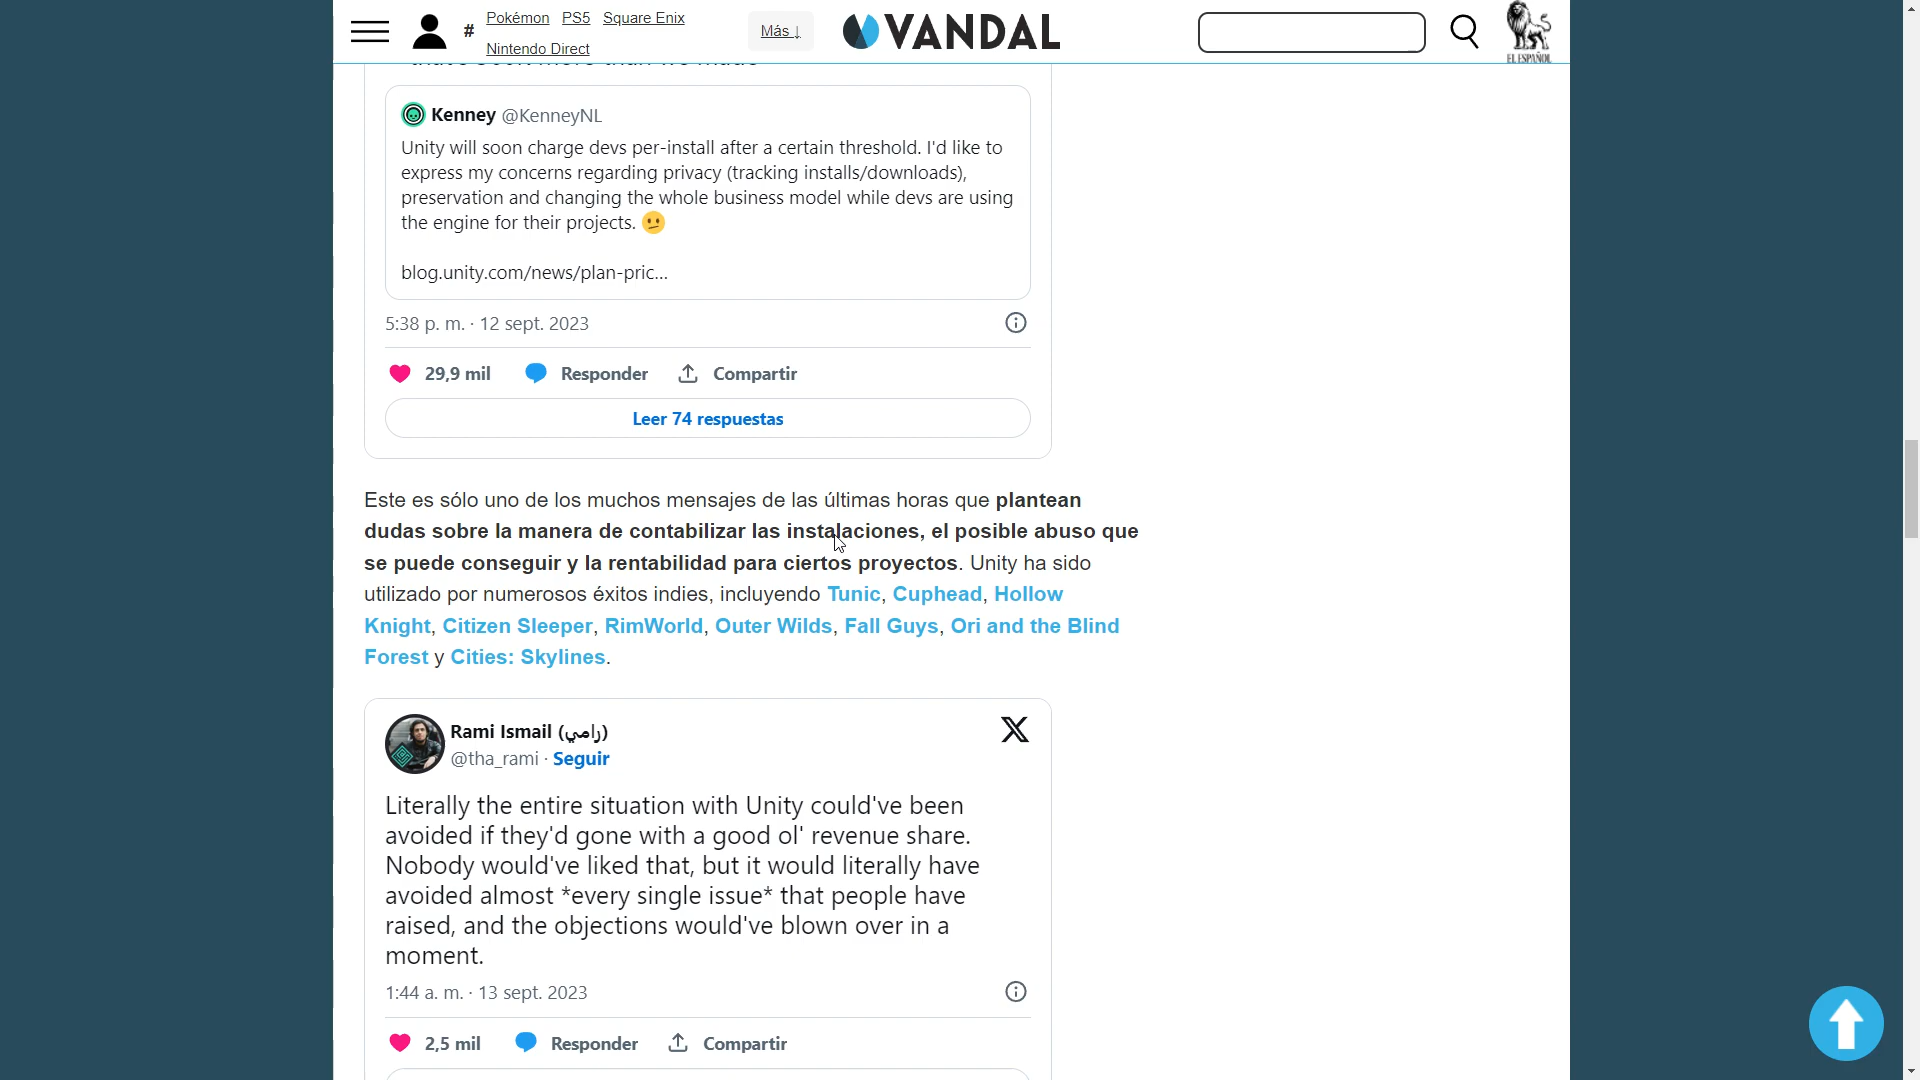 # Pokémon PS5 Square Enix
Nintendo Direct
Más ↓
VANDAL
EL ESPAÑOL
Kenney @KenneyNL
Unity will soon charge devs per-install after a certain threshold. I'd like to
express my concerns regarding privacy (tracking installs/downloads),
preservation and changing the whole business model while devs are using
the engine for their projects. 🫤
blog.unity.com/news/plan-pric...
5:38 p. m. · 12 sept. 2023
29,9 mil Responder Compartir
Leer 74 respuestas
Este es sólo uno de los muchos mensajes de las últimas horas que plantean
dudas sobre la manera de contabilizar las instalaciones, el posible abuso que
se puede conseguir y la rentabilidad para ciertos proyectos. Unity ha sido
utilizado por numerosos éxitos indies, incluyendo Tunic, Cuphead, Hollow
Knight, Citizen Sleeper, RimWorld, Outer Wilds, Fall Guys, Ori and the Blind
Forest y Cities: Skylines.
Rami Ismail (رامي)
@tha_rami · Seguir
Literally the entire situation with Unity could've been
avoided if they'd gone with a good ol' revenue share.
Nobody would've liked that, but it would literally have
avoided almost *every single issue* that people have
raised, and the objections would've blown over in a
moment.
1:44 a. m. · 13 sept. 2023
2,5 mil Responder Compartir